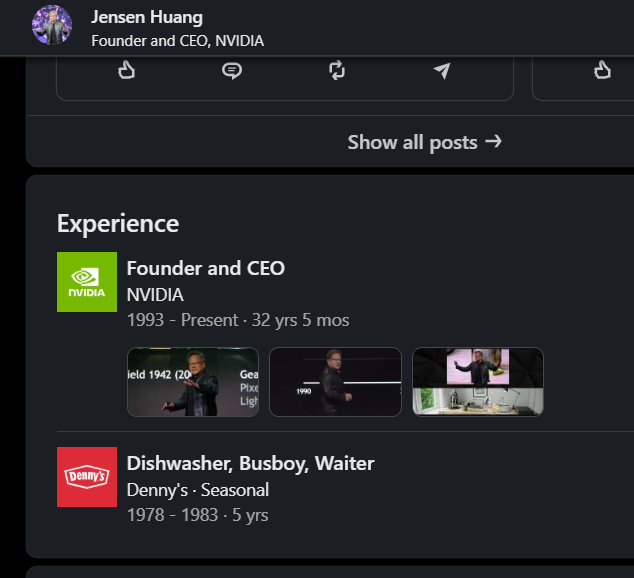 Jensen Huang
Founder and CEO, NVIDIA
Show all posts →
Experience
NVIDIA
Founder and CEO
NVIDIA
1993 - Present · 32 yrs 5 mos
ield 1942 (20
Gea
Pixe
Ligh
1990
Denny's
Dishwasher, Busboy, Waiter
Denny's · Seasonal
1978 - 1983 · 5 yrs